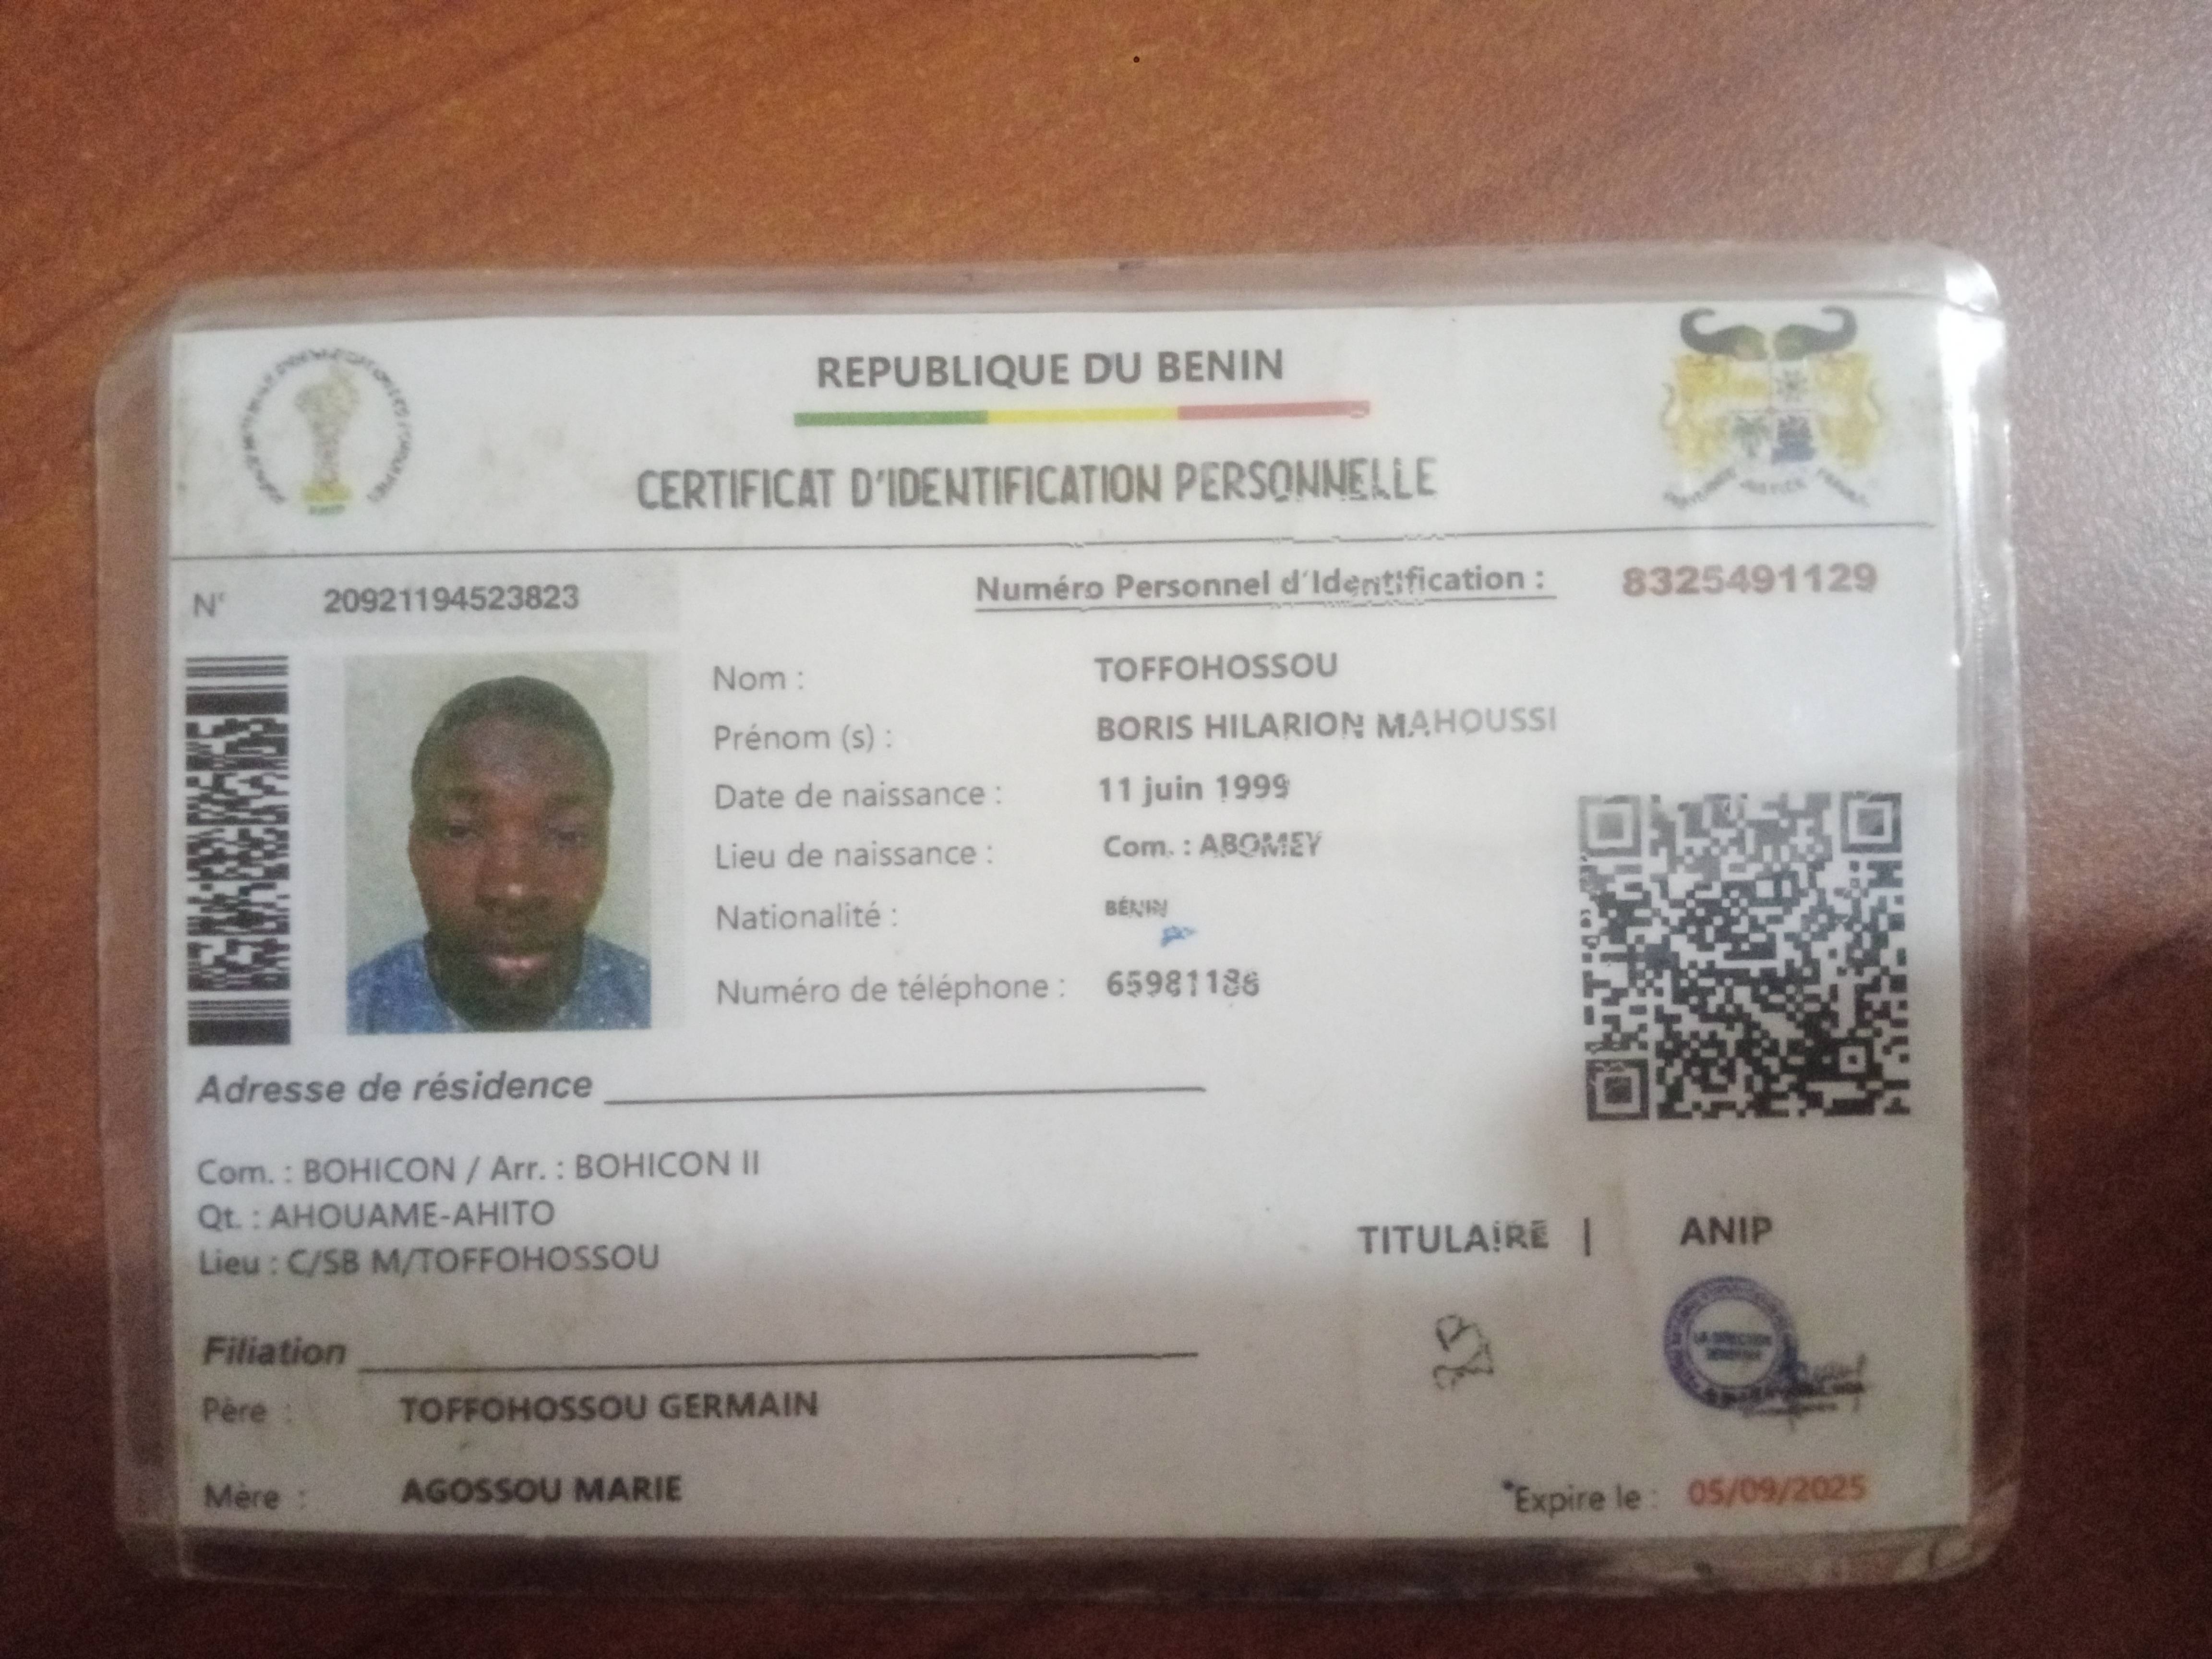 REPUBLIQUE DU BENIN
CERTIFICAT D'IDENTIFICATION PERSONNELLE
N° 20921194523823
Numéro Personnel d'Identification : 8325491129
Nom : TOFFOHOSSOU
Prénom (s) : BORIS HILARION MAHOUSSI
Date de naissance : 11 juin 1999
Lieu de naissance : Com. : ABOMEY
Nationalité : BÉNIN
Numéro de téléphone : 65981186
Adresse de résidence
Com. : BOHICON / Arr. : BOHICON II
Qt. : AHOUAME-AHITO
Lieu : C/SB M/TOFFOHOSSOU
TITULAIRE | ANIP
Filiation
Père : TOFFOHOSSOU GERMAIN
Mère : AGOSSOU MARIE
*Expire le : 05/09/2025